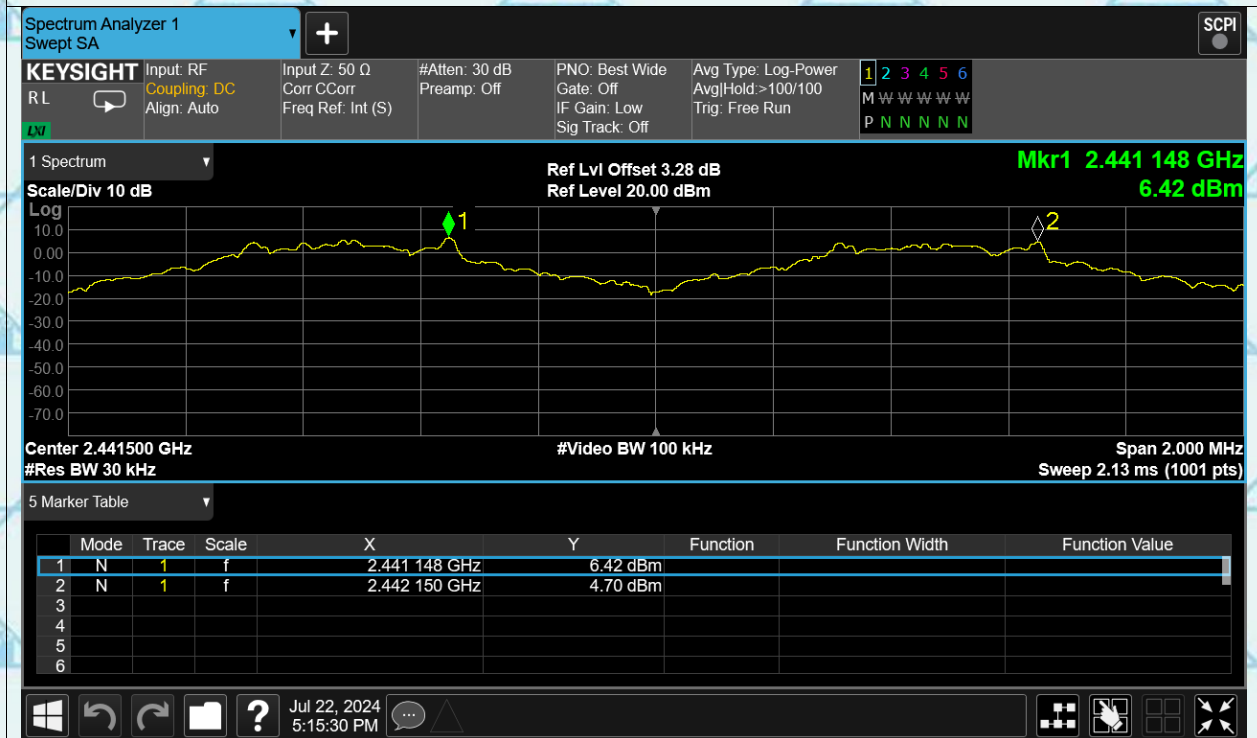 Spectrum Analyzer 1
Swept SA
+
SCPI
KEYSIGHT
R L
LXI
Input: RF
Coupling: DC
Align: Auto
Input Z: 50 Ω
Corr CCorr
Freq Ref: Int (S)
#Atten: 30 dB
Preamp: Off
PNO: Best Wide
Gate: Off
IF Gain: Low
Sig Track: Off
Avg Type: Log-Power
Avg|Hold:>100/100
Trig: Free Run
1 2 3 4 5 6
M W W W W W
P N N N N N
1 Spectrum
Scale/Div 10 dB
Ref Lvl Offset 3.28 dB
Ref Level 20.00 dBm
Mkr1 2.441 148 GHz
6.42 dBm
Log
10.0
0.00
-10.0
-20.0
-30.0
-40.0
-50.0
-60.0
-70.0
1
2
Center 2.441500 GHz
#Video BW 100 kHz
Span 2.000 MHz
#Res BW 30 kHz
Sweep 2.13 ms (1001 pts)
5 Marker Table
Mode Trace Scale X Y Function Function Width Function Value
1 N 1 f 2.441 148 GHz 6.42 dBm
2 N 1 f 2.442 150 GHz 4.70 dBm
3
4
5
6
?
Jul 22, 2024
5:15:30 PM